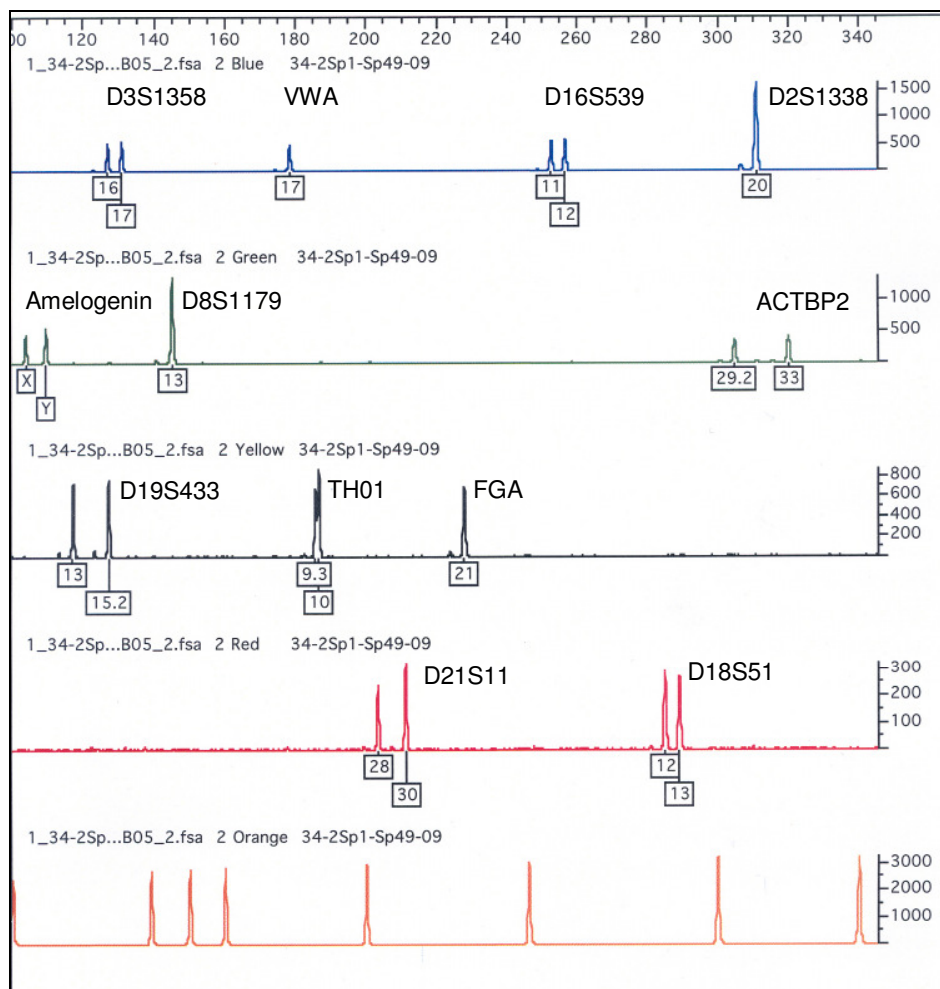 00 120 140 160 180 200 220 240 260 280 300 320 340
1_34-2Sp...B05_2.fsa 2 Blue 34-2Sp1-Sp49-09
D3S1358 VWA D16S539 D2S1338
1500
1000
500
16 17 11 20
17 12
1_34-2Sp...B05_2.fsa 2 Green 34-2Sp1-Sp49-09
Amelogenin D8S1179 ACTBP2
1000
500
X 13 29.2 33
Y
1_34-2Sp...B05_2.fsa 2 Yellow 34-2Sp1-Sp49-09
D19S433 TH01 FGA
800
600
400
200
13 9.3 21
15.2 10
1_34-2Sp...B05_2.fsa 2 Red 34-2Sp1-Sp49-09
D21S11 D18S51
300
200
100
28 12
30 13
1_34-2Sp...B05_2.fsa 2 Orange 34-2Sp1-Sp49-09
3000
2000
1000